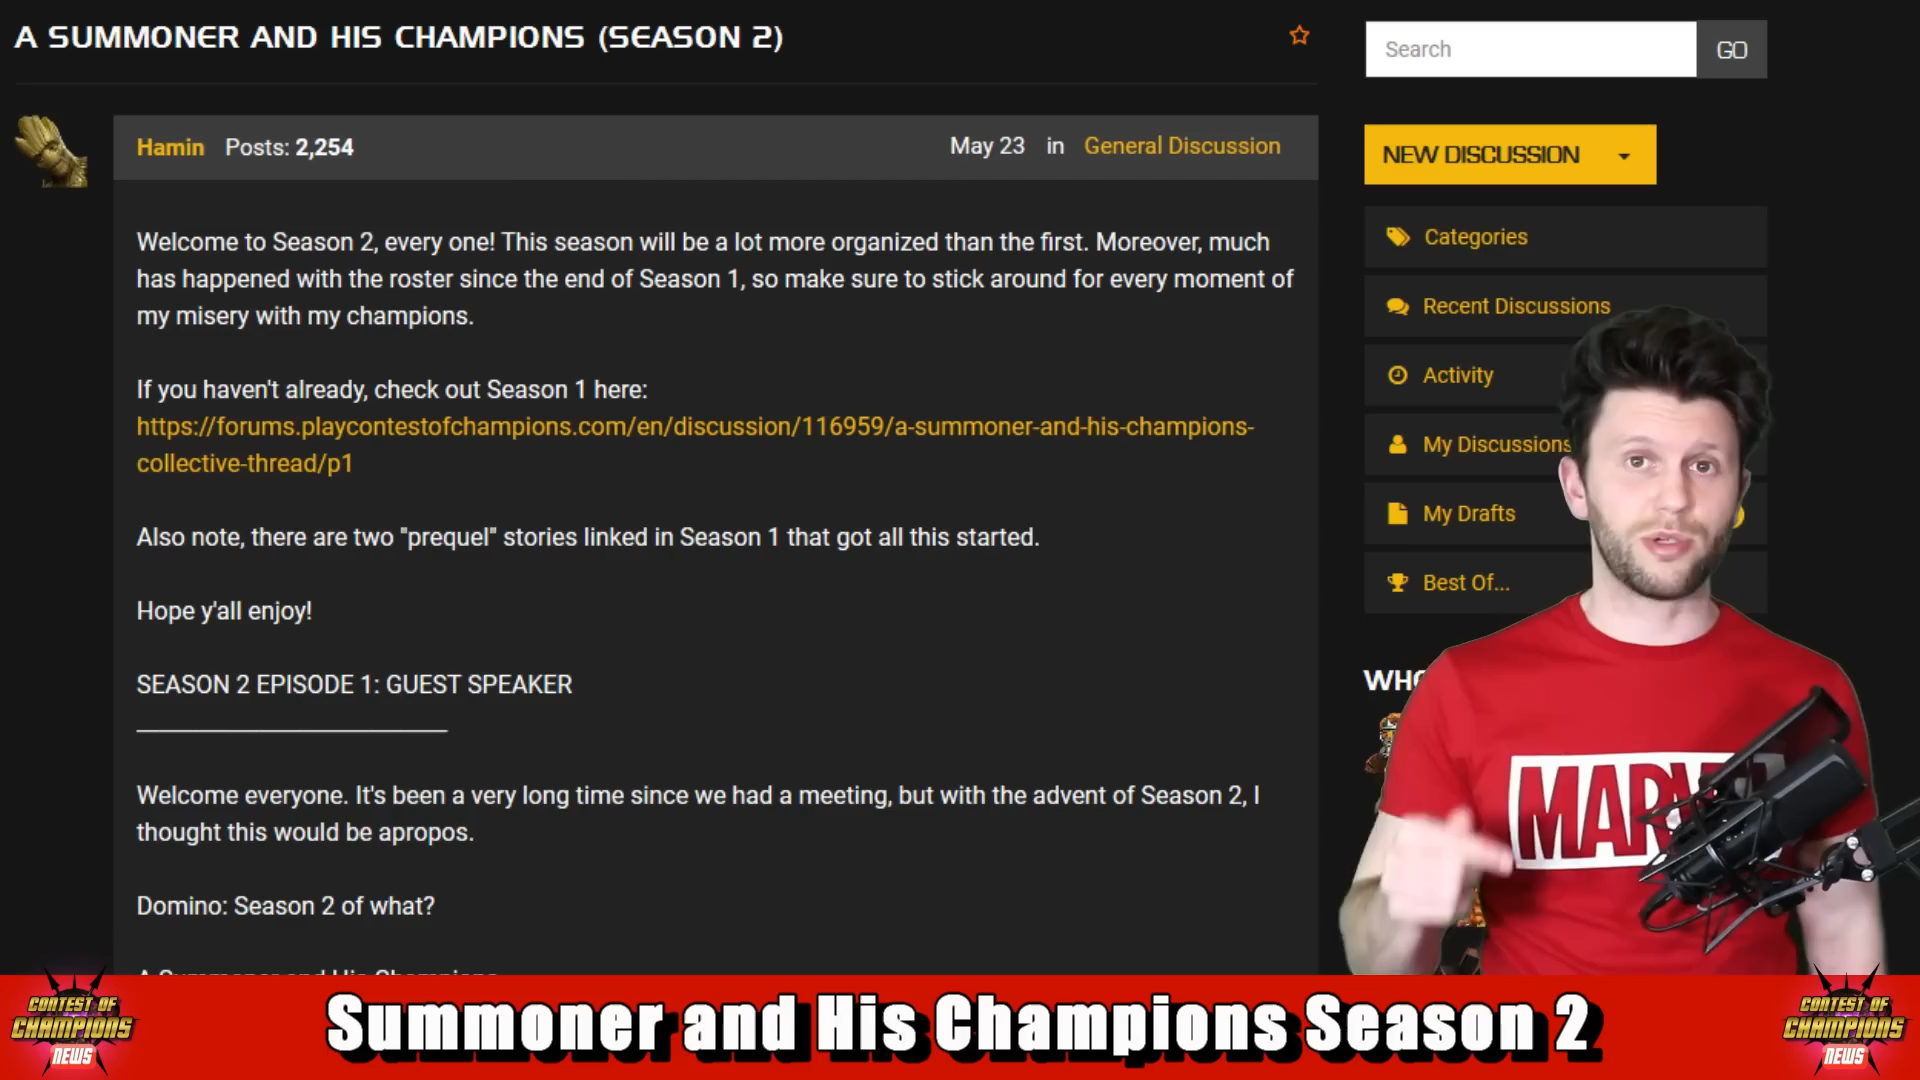 A SUMMONER AND HIS CHAMPIONS (SEASON 2)
Search
GO
Hamin Posts: 2,254
May 23 in General Discussion
NEW DISCUSSION
Welcome to Season 2, every one! This season will be a lot more organized than the first. Moreover, much
has happened with the roster since the end of Season 1, so make sure to stick around for every moment of
my misery with my champions.
If you haven't already, check out Season 1 here:
https://forums.playcontestofchampions.com/en/discussion/116959/a-summoner-and-his-champions-
collective-thread/p1
Also note, there are two "prequel" stories linked in Season 1 that got all this started.
Hope y'all enjoy!
SEASON 2 EPISODE 1: GUEST SPEAKER
Welcome everyone. It's been a very long time since we had a meeting, but with the advent of Season 2, I
thought this would be apropos.
Domino: Season 2 of what?
A Summoner and His Champions
Categories
Recent Discussions
Activity
My Discussions
My Drafts
Best Of...
CONTEST OF
CHAMPIONS
NEWS
Summoner and His Champions Season 2
CONTEST OF
CHAMPIONS
NEWS